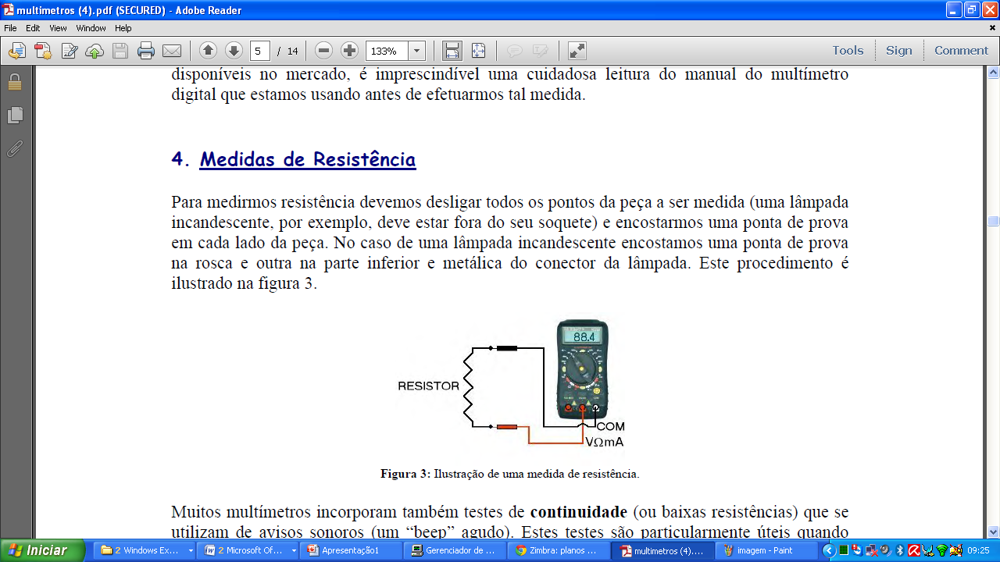 multimetros (4).pdf (SECURED) - Adobe Reader
File Edit View Window Help
5 / 14 133% Tools Sign Comment
disponíveis no mercado, é imprescindível uma cuidadosa leitura do manual do multímetro
digital que estamos usando antes de efetuarmos tal medida.
4. Medidas de Resistência
Para medirmos resistência devemos desligar todos os pontos da peça a ser medida (uma lâmpada
incandescente, por exemplo, deve estar fora do seu soquete) e encostarmos uma ponta de prova
em cada lado da peça. No caso de uma lâmpada incandescente encostamos uma ponta de prova
na rosca e outra na parte inferior e metálica do conector da lâmpada. Este procedimento é
ilustrado na figura 3.
88.4
RESISTOR
COM
VΩmA
Figura 3: Ilustração de uma medida de resistência.
Muitos multímetros incorporam também testes de continuidade (ou baixas resistências) que se
utilizam de avisos sonoros (um “beep” agudo). Estes testes são particularmente úteis quando
Iniciar 2 Windows Ex... 2 Microsoft Of... Apresentação1 Gerenciador de ... Zimbra: planos ... multimetros (4).... imagem - Paint 09:25